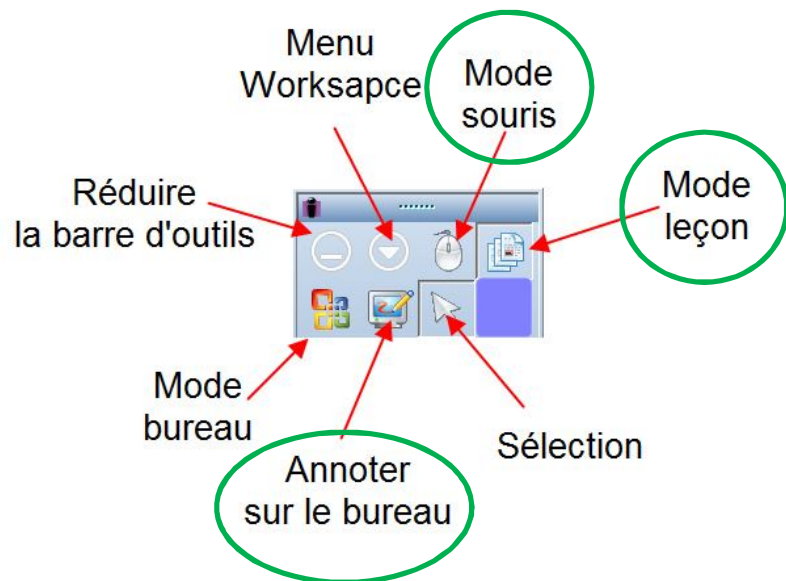 Menu
Worksapce
Mode
souris
Mode
leçon
Réduire
la barre d'outils
Mode
bureau
Annoter
sur le bureau
Sélection